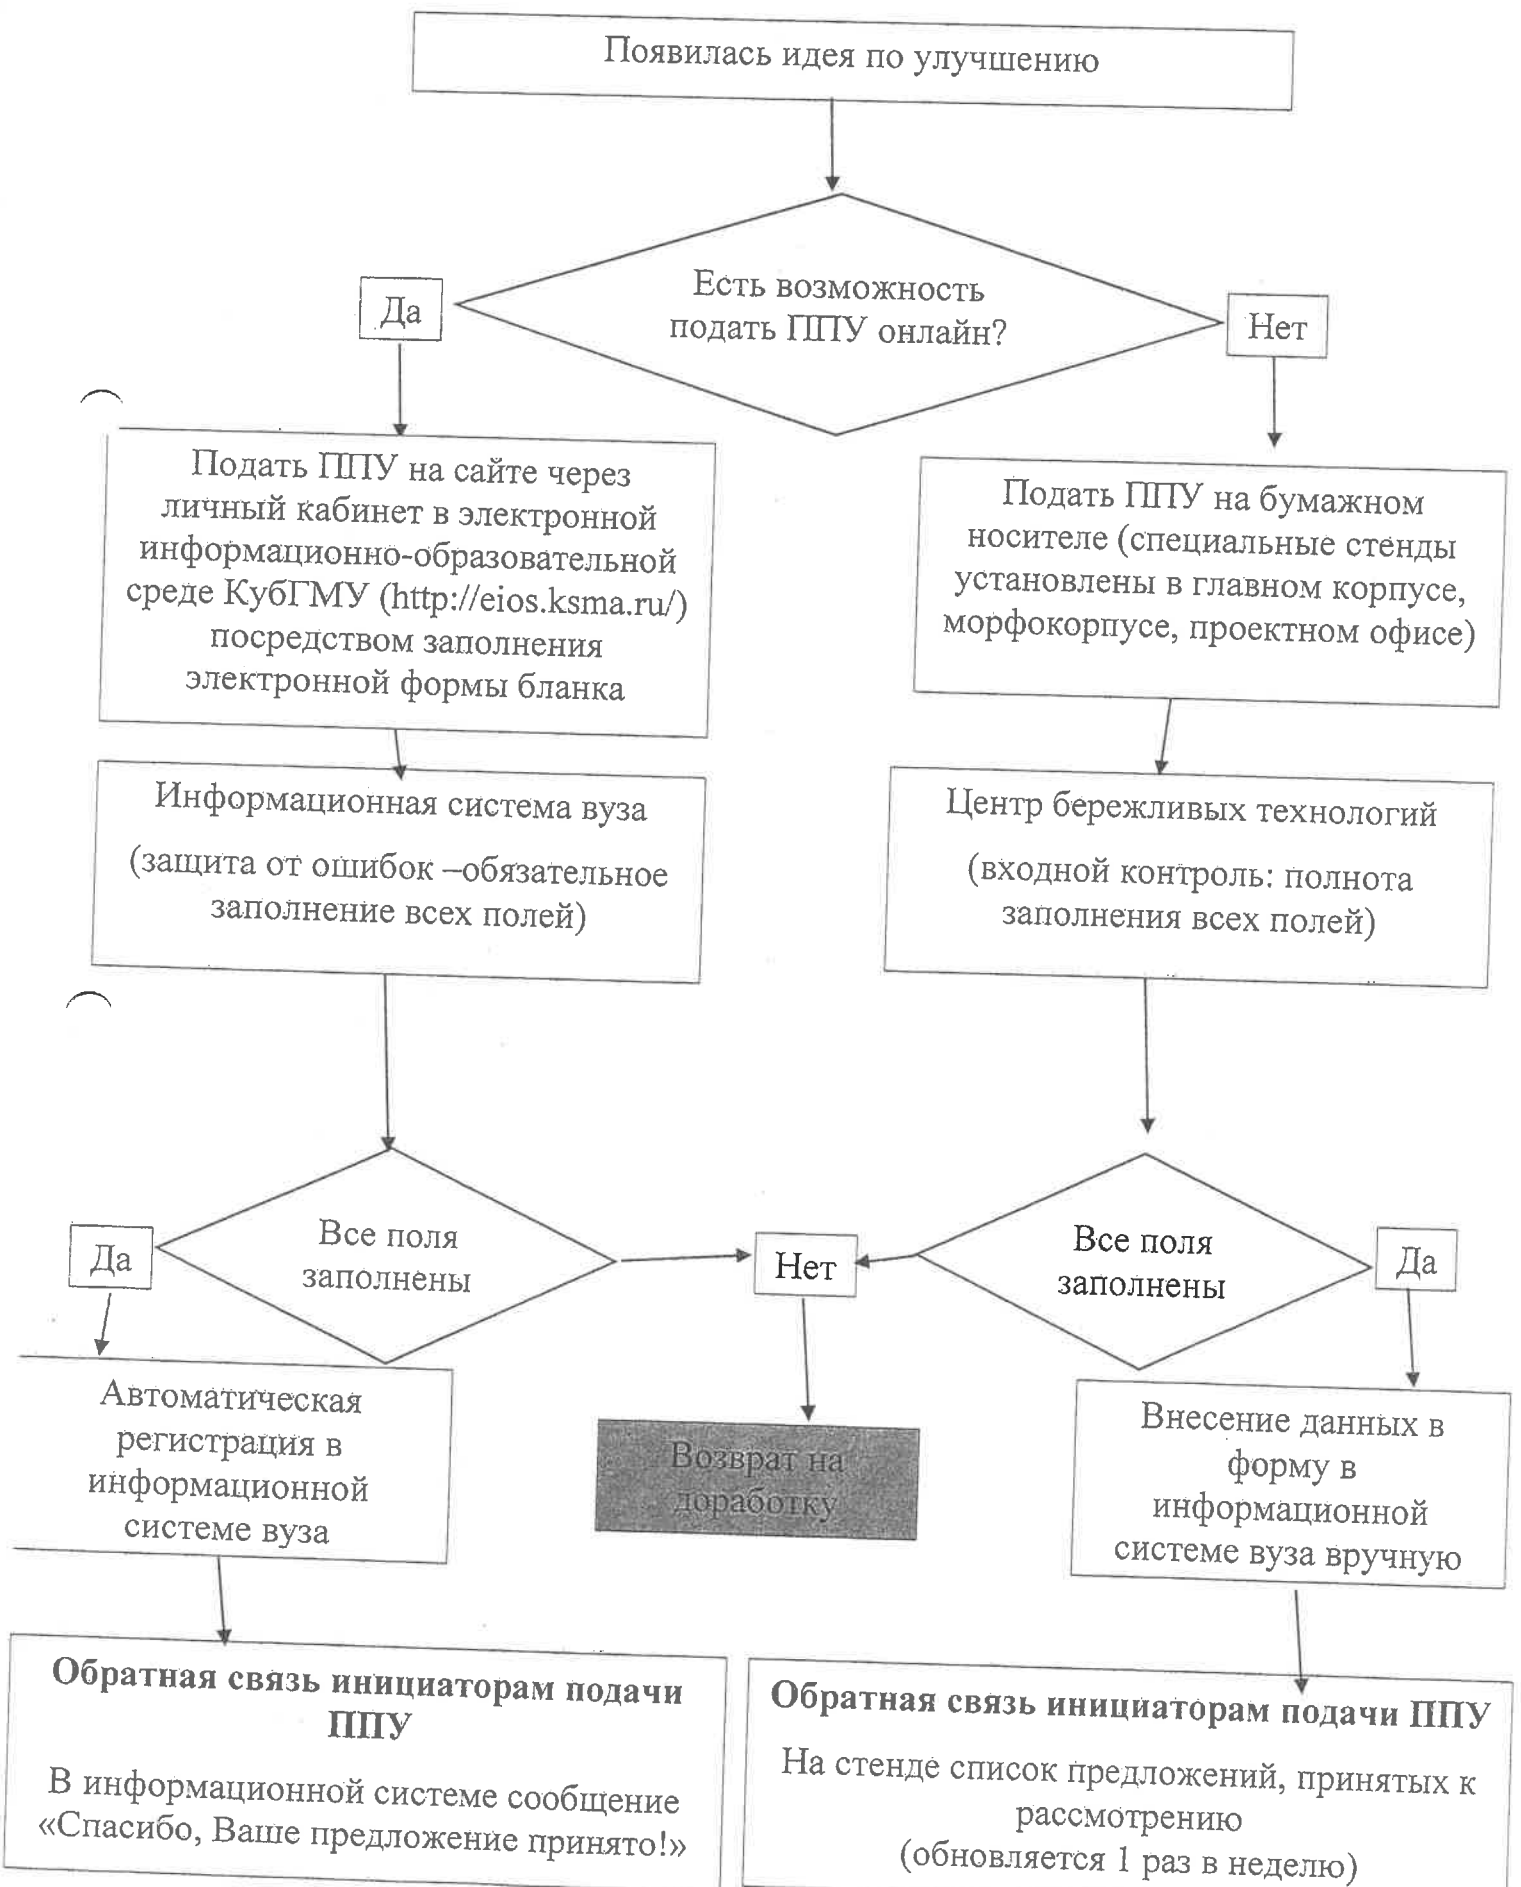 Появилась идея по улучшению
Есть возможность
подать ППУ онлайн?
Да
Нет
Подать ППУ на сайте через
личный кабинет в электронной
информационно-образовательной
среде КубГМУ (http://eios.ksma.ru/)
посредством заполнения
электронной формы бланка
Подать ППУ на бумажном
носителе (специальные стенды
установлены в главном корпусе,
морфокорпусе, проектном офисе)
Информационная система вуза
(защита от ошибок –обязательное
заполнение всех полей)
Центр бережливых технологий
(входной контроль: полнота
заполнения всех полей)
Да
Все поля
заполнены
Нет
Все поля
заполнены
Да
Автоматическая
регистрация в
информационной
системе вуза
Возврат на
доработку
Внесение данных в
форму в
информационной
системе вуза вручную
Обратная связь инициаторам подачи
ППУ
В информационной системе сообщение
«Спасибо, Ваше предложение принято!»
Обратная связь инициаторам подачи ППУ
На стенде список предложений, принятых к
рассмотрению
(обновляется 1 раз в неделю)